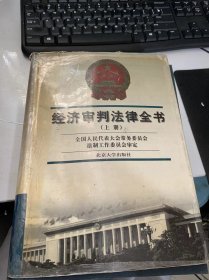 经济审判法律全书
（上册）
全国人民代表大会常务委员会
法制工作委员会审定
北京大学出版社